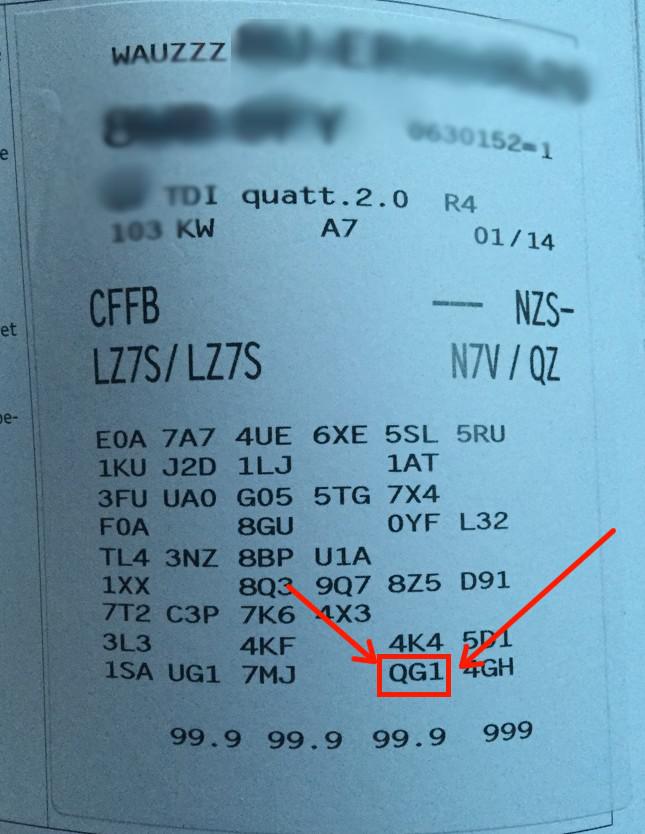 e
WAUZZZ
0630152=1
TDI quatt.2.0 R4
103 KW A7 01/14
CFFB — NZS-
et
LZ7S/LZ7S N7V/QZ
pe-
E0A 7A7 4UE 6XE 5SL 5RU
1KU J2D 1LJ 1AT
3FU UA0 G05 5TG 7X4
F0A 8GU 0YF L32
TL4 3NZ 8BP U1A
1XX 8Q3 9Q7 8Z5 D91
7T2 C3P 7K6 4X3
3L3 4KF 4K4 5D1
1SA UG1 7MJ QG1 4GH
99.9 99.9 99.9 999